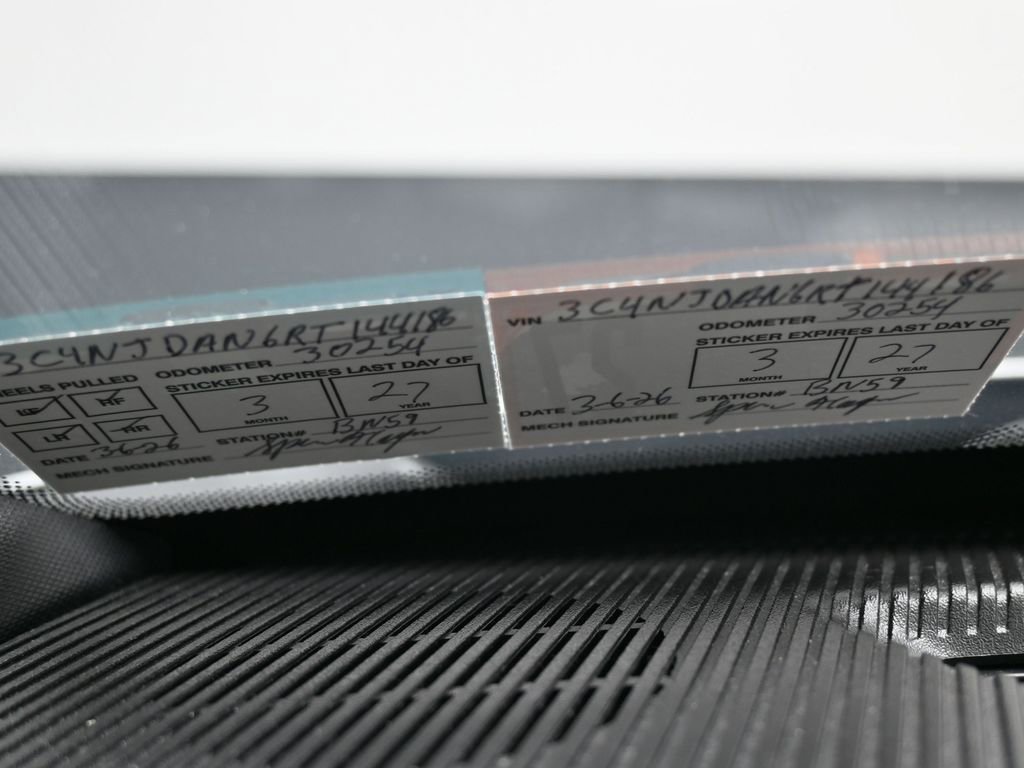 3C4NJDAN6RT144186
WHEELS PULLED
ODOMETER 30254
STICKER EXPIRES LAST DAY OF
LF RF
3 27
MONTH YEAR
LR RR
STATION# BN59
DATE 3-6-26
MECH SIGNATURE
VIN 3C4NJDAN6RT144186
ODOMETER 30254
STICKER EXPIRES LAST DAY OF
3 27
MONTH YEAR
DATE 3-6-26 STATION# BN59
MECH SIGNATURE